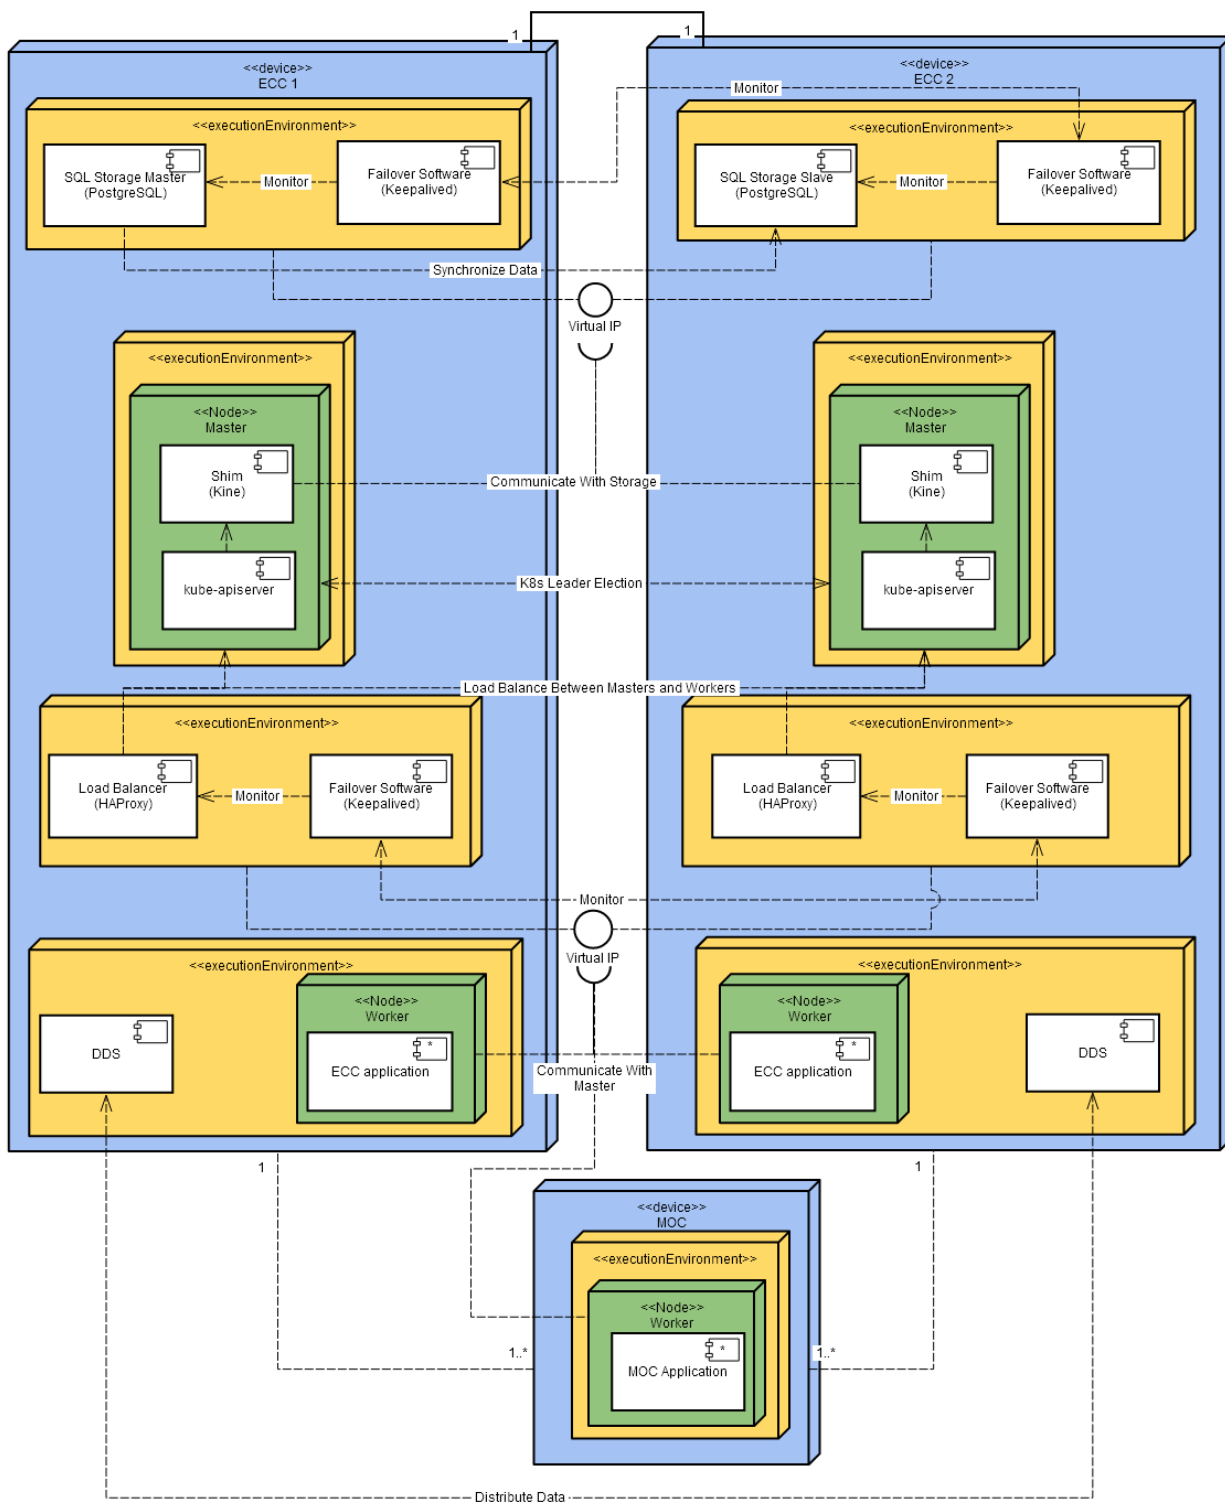 1
1
<<device>>
ECC 1
<<device>>
ECC 2
Monitor
<<executionEnvironment>>
SQL Storage Master
(PostgreSQL)
Monitor
Failover Software
(Keepalived)
<<executionEnvironment>>
SQL Storage Slave
(PostgreSQL)
Monitor
Failover Software
(Keepalived)
Synchronize Data
Virtual IP
<<executionEnvironment>>
<<Node>>
Master
Shim
(Kine)
kube-apiserver
<<executionEnvironment>>
<<Node>>
Master
Shim
(Kine)
kube-apiserver
Communicate With Storage
K8s Leader Election
Load Balance Between Masters and Workers
<<executionEnvironment>>
Load Balancer
(HAProxy)
Monitor
Failover Software
(Keepalived)
<<executionEnvironment>>
Load Balancer
(HAProxy)
Monitor
Failover Software
(Keepalived)
Monitor
Virtual IP
<<executionEnvironment>>
DDS
<<Node>>
Worker
*
ECC application
<<executionEnvironment>>
<<Node>>
Worker
*
ECC application
DDS
Communicate With
Master
1
1
<<device>>
MOC
<<executionEnvironment>>
<<Node>>
Worker
*
MOC Application
1..*
1..*
Distribute Data